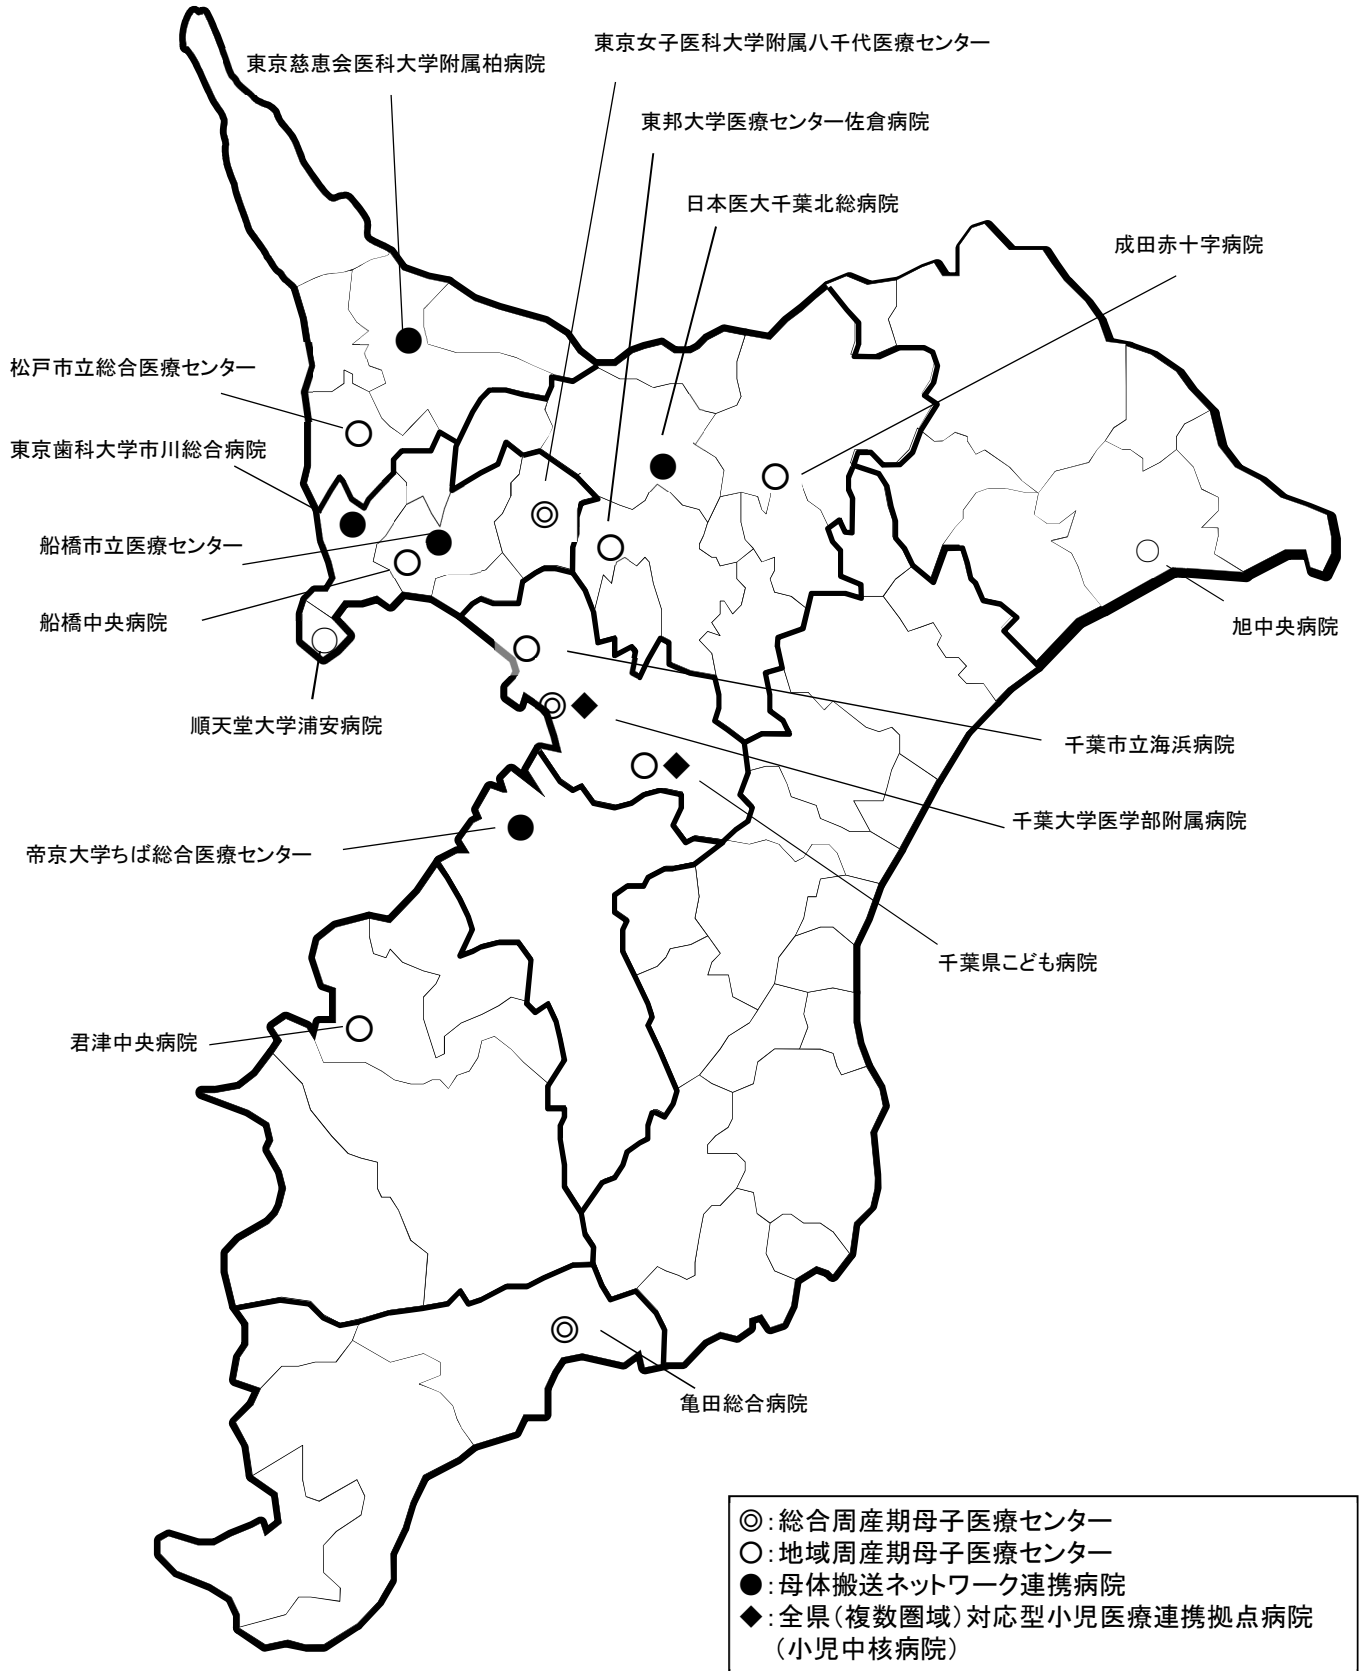 東京女子医科大学附属八千代医療センター
東京慈恵会医科大学附属柏病院
東邦大学医療センター佐倉病院
日本医大千葉北総病院
成田赤十字病院
松戸市立総合医療センター
東京歯科大学市川総合病院
船橋市立医療センター
船橋中央病院
旭中央病院
順天堂大学浦安病院
千葉市立海浜病院
千葉大学医学部附属病院
帝京大学ちば総合医療センター
千葉県こども病院
君津中央病院
亀田総合病院
◎:総合周産期母子医療センター
○:地域周産期母子医療センター
●:母体搬送ネットワーク連携病院
◆:全県(複数圏域)対応型小児医療連携拠点病院
(小児中核病院)